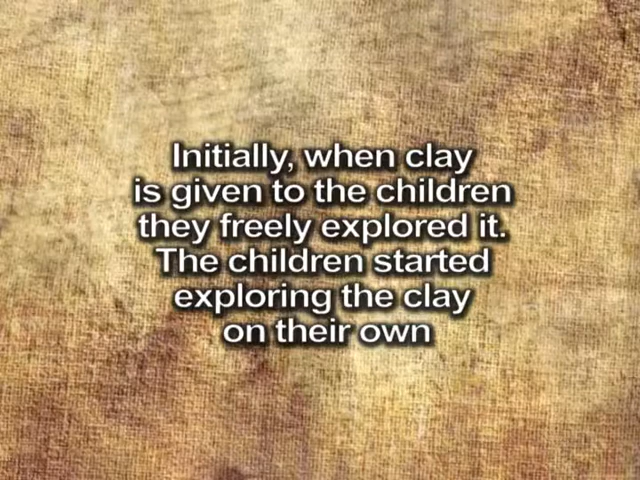 Initially, when clay
is given to the children
they freely explored it.
The children started
exploring the clay
on their own